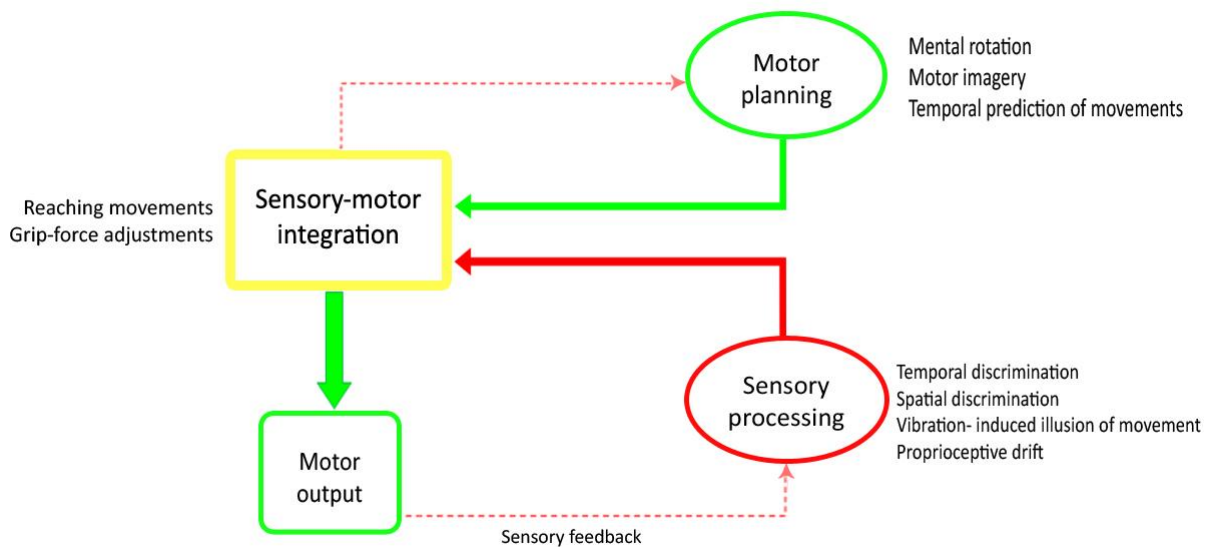 Motor
planning
Mental rotation
Motor imagery
Temporal prediction of movements
Reaching movements
Grip-force adjustments
Sensory-motor
integration
Sensory
processing
Temporal discrimination
Spatial discrimination
Vibration- induced illusion of movement
Proprioceptive drift
Motor
output
Sensory feedback